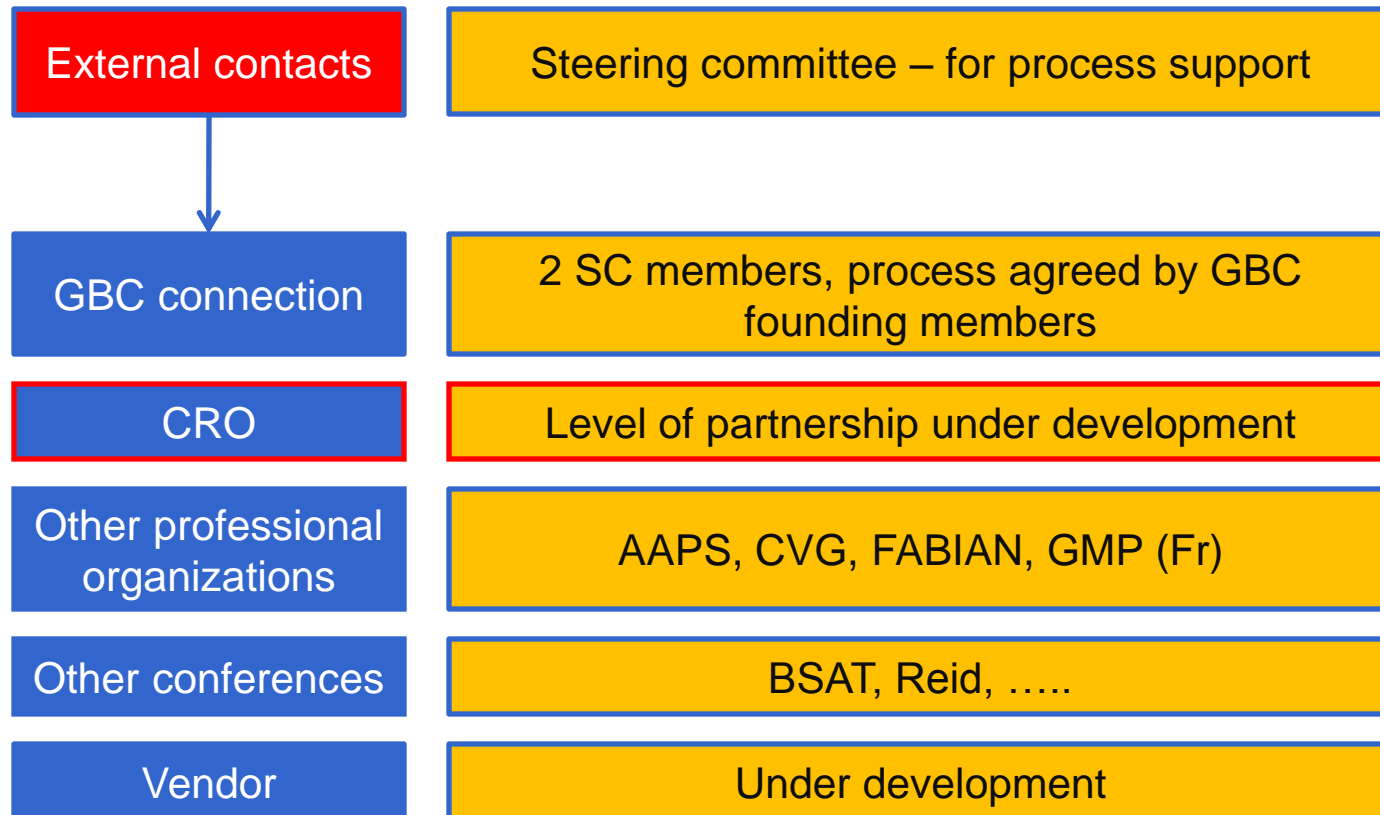 External contacts
Steering committee – for process support
GBC connection
2 SC members, process agreed by GBC
founding members
CRO
Level of partnership under development
Other professional
organizations
AAPS, CVG, FABIAN, GMP (Fr)
Other conferences
BSAT, Reid, …..
Vendor
Under development